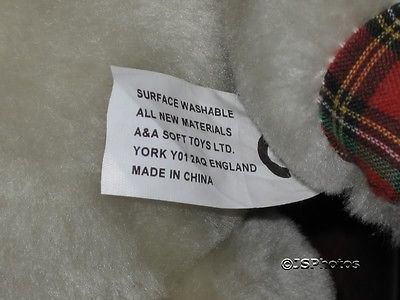 SURFACE WASHABLE
ALL NEW MATERIALS
A&A SOFT TOYS LTD.
YORK Y01 2AQ ENGLAND
MADE IN CHINA
©JSPhotos